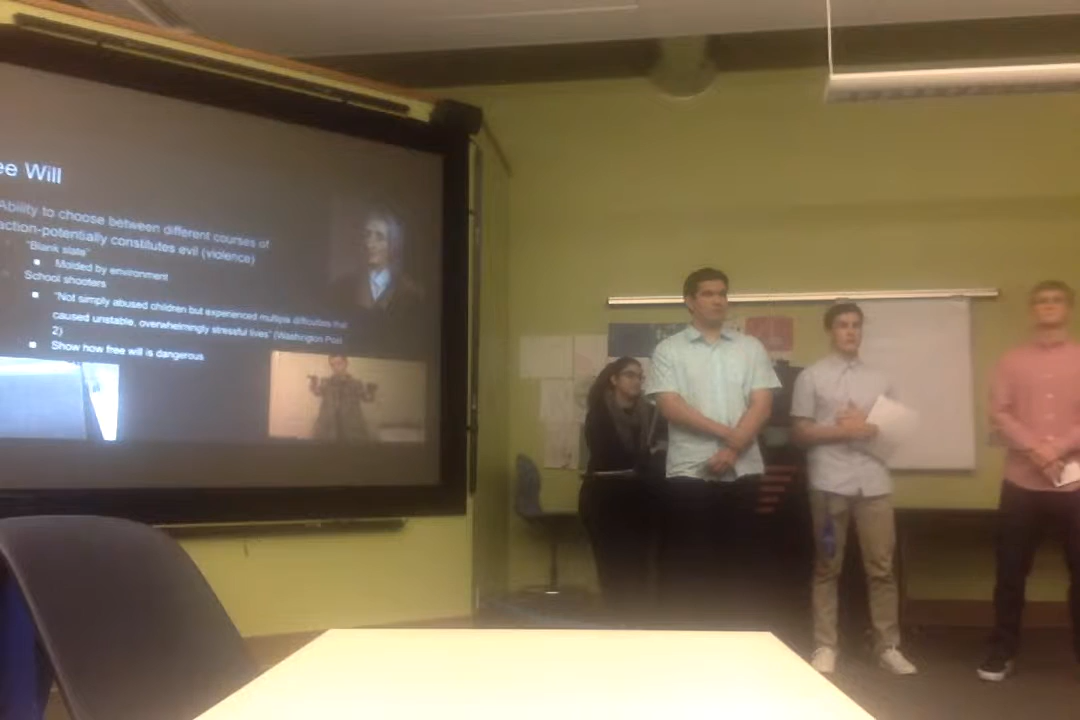 ee Will
Ability to choose between different courses of
action-potentially constitutes evil (violence)
"Blank slate"
Molded by environment
School shooters
"Not simply abused children but experienced multiple difficulties that
caused unstable, overwhelmingly stressful lives" (Washington Post
2)
Show how free will is dangerous